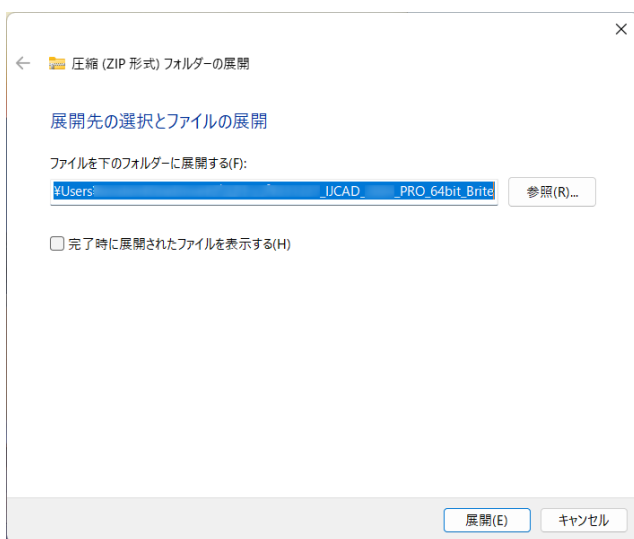 圧縮 (ZIP 形式) フォルダーの展開
展開先の選択とファイルの展開
ファイルを下のフォルダーに展開する(F):
¥Users _IJCAD_ _PRO_64bit_Brite
参照(R)...
完了時に展開されたファイルを表示する(H)
展開(E)
キャンセル